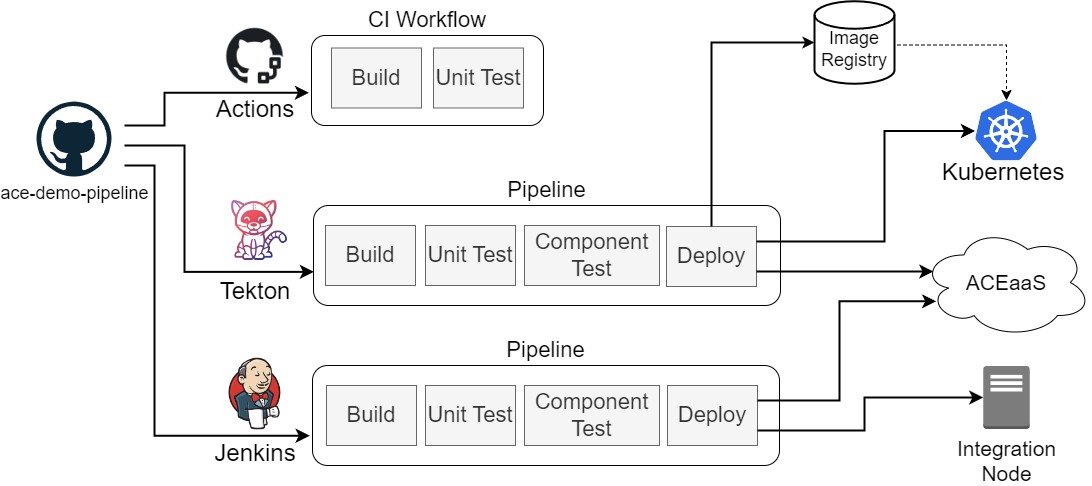 CI Workflow
Build
Unit Test
Actions
Image
Registry
Kubernetes
ace-demo-pipeline
Pipeline
Build
Unit Test
Component
Test
Deploy
Tekton
ACEaaS
Pipeline
Build
Unit Test
Component
Test
Deploy
Jenkins
Integration
Node